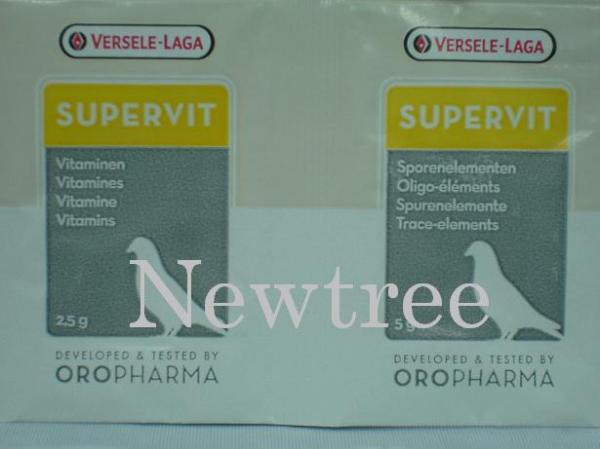 VERSELE-LAGA
SUPERVIT
Vitaminen
Vitamines
Vitamine
Vitamins
2,5 g
DEVELOPED & TESTED BY
OROPHARMA
VERSELE-LAGA
SUPERVIT
Sporenelementen
Oligo-éléments
Spurenelemente
Trace-elements
5 g
DEVELOPED & TESTED BY
OROPHARMA
Newtree